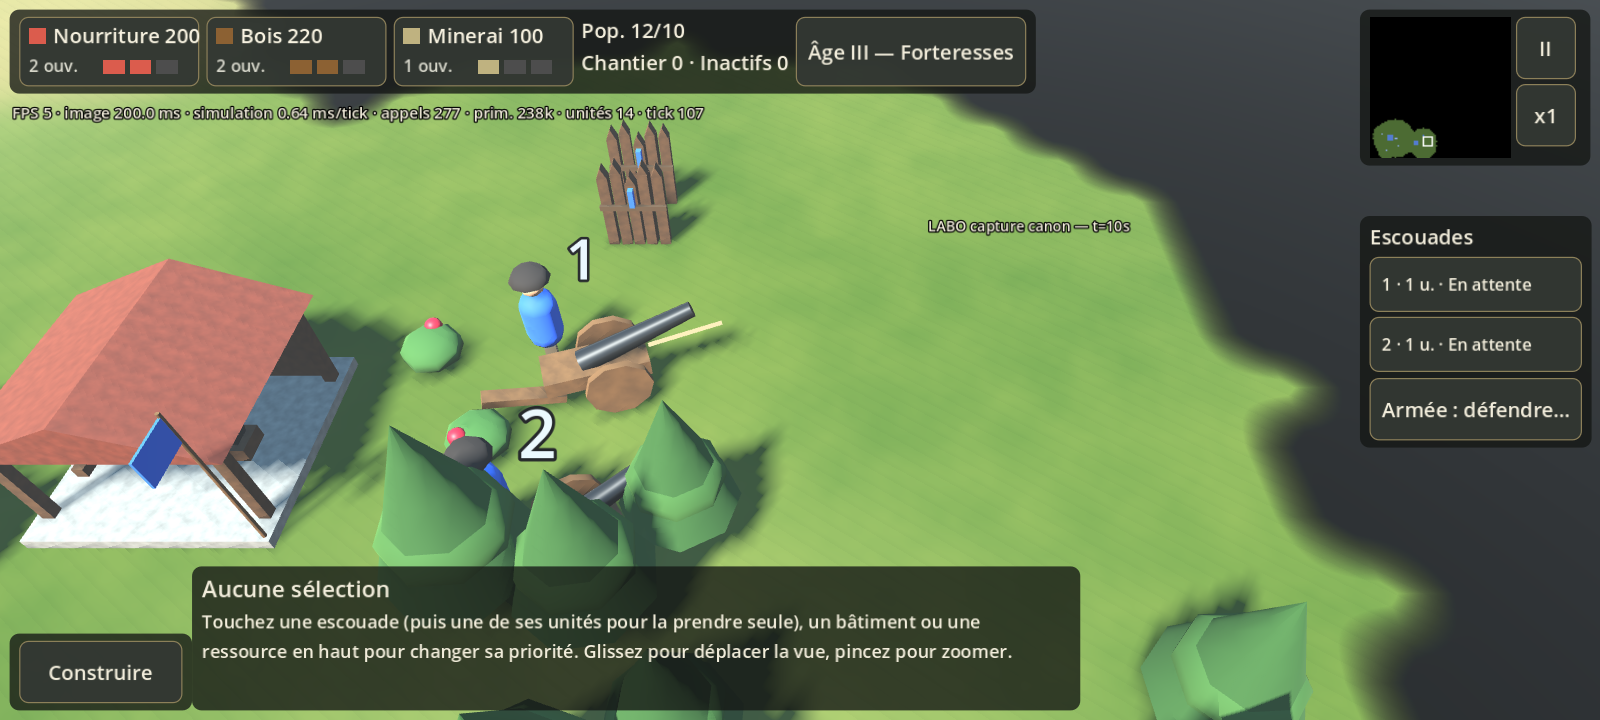 Nourriture 200
2 ouv.
Bois 220
2 ouv.
Minerai 100
1 ouv.
Pop. 12/10
Chantier 0 · Inactifs 0
Âge III — Forteresses
II
x1
FPS 5 · image 200.0 ms · simulation 0.64 ms/tick · appels 277 · prim. 238k · unités 14 · tick 107
LABO capture canon — t=10s
1
2
Escouades
1 · 1 u. · En attente
2 · 1 u. · En attente
Armée : défendre...
Aucune sélection
Touchez une escouade (puis une de ses unités pour la prendre seule), un bâtiment ou une
ressource en haut pour changer sa priorité. Glissez pour déplacer la vue, pincez pour zoomer.
Construire